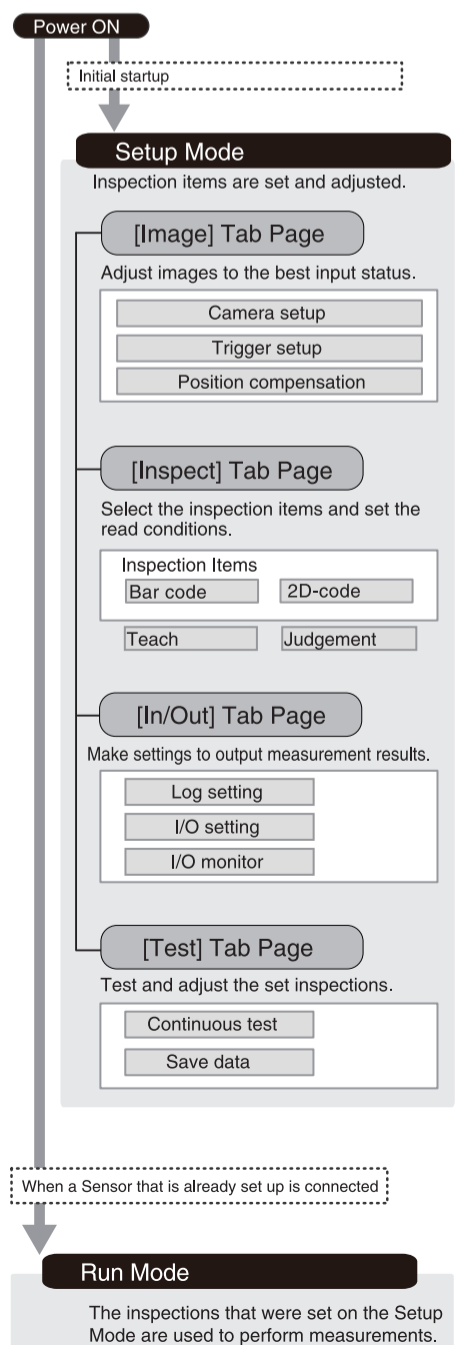 Power ON
Initial startup
Setup Mode
Inspection items are set and adjusted.
[Image] Tab Page
Adjust images to the best input status.
Camera setup
Trigger setup
Position compensation
[Inspect] Tab Page
Select the inspection items and set the
read conditions.
Inspection Items
Bar code 2D-code
Teach Judgement
[In/Out] Tab Page
Make settings to output measurement results.
Log setting
I/O setting
I/O monitor
[Test] Tab Page
Test and adjust the set inspections.
Continuous test
Save data
When a Sensor that is already set up is connected
Run Mode
The inspections that were set on the Setup
Mode are used to perform measurements.